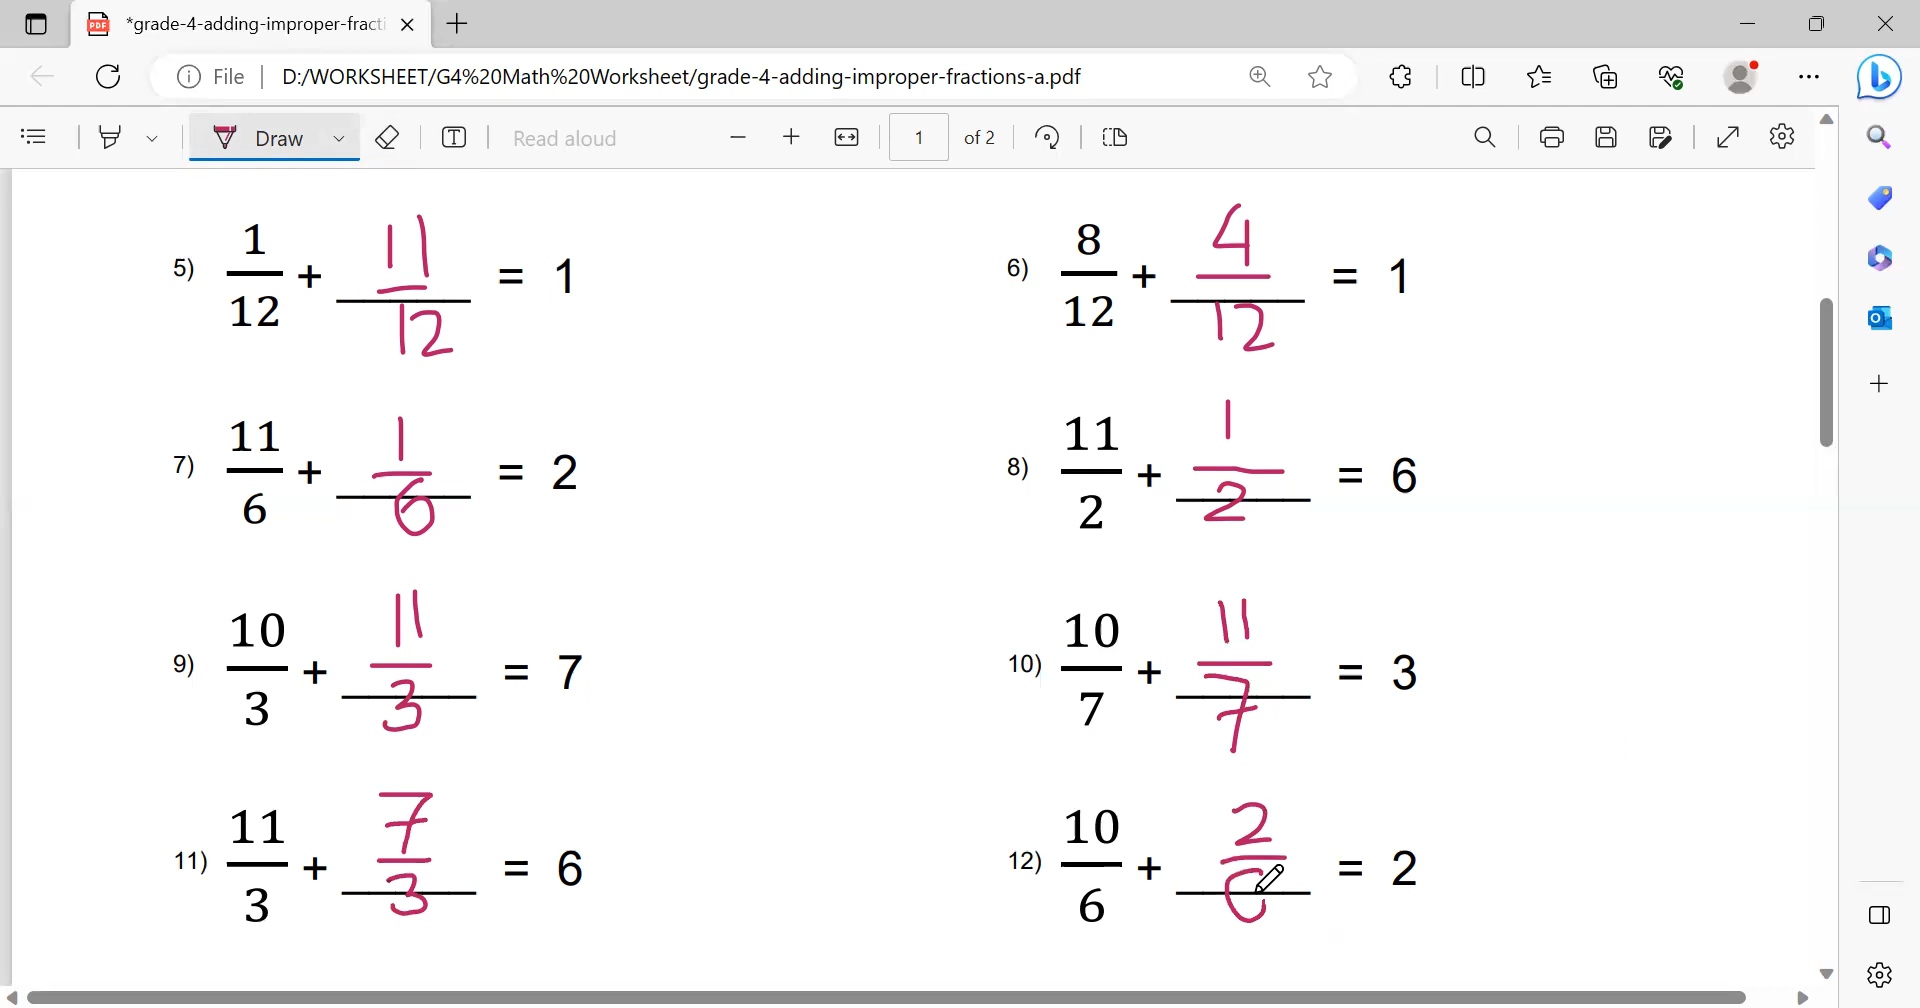 *grade-4-adding-improper-fracti
File D:/WORKSHEET/G4%20Math%20Worksheet/grade-4-adding-improper-fractions-a.pdf
Draw Read aloud 1 of 2
5) 1/12 + 11/12 = 1
6) 8/12 + 4/12 = 1
7) 11/6 + 1/6 = 2
8) 11/2 + 1/2 = 6
9) 10/3 + 11/3 = 7
10) 10/7 + 11/7 = 3
11) 11/3 + 7/3 = 6
12) 10/6 + 2/6 = 2